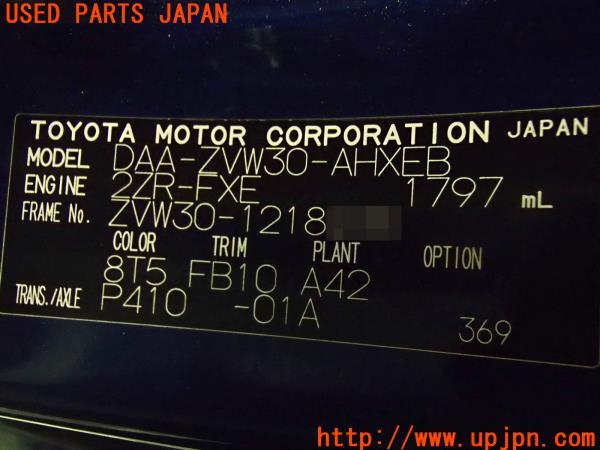 USED PARTS JAPAN
TOYOTA MOTOR CORPORATION JAPAN
MODEL DAA-ZVW30-AHXEB
ENGINE 2ZR-FXE 1797 mL
FRAME No. ZVW30-1218
COLOR TRIM PLANT OPTION
8T5 FB10 A42
TRANS./AXLE P410 -01A
369
http://www.upjpn.com